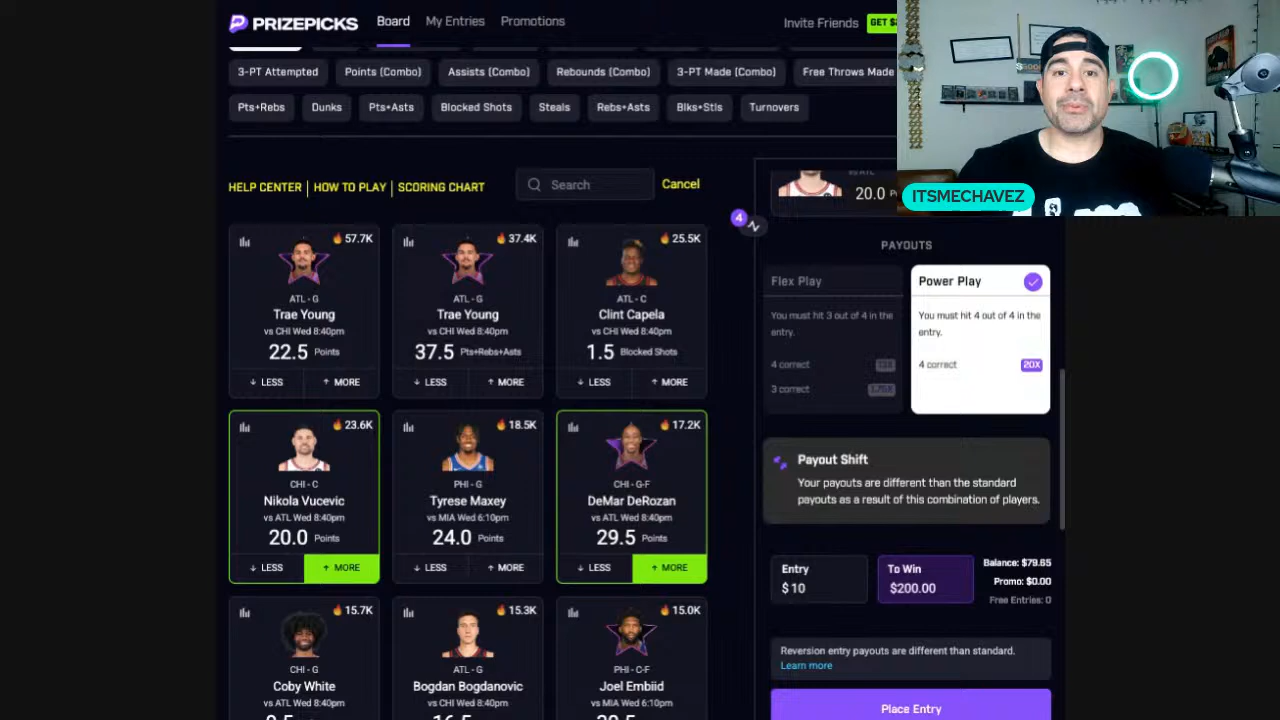 PRIZEPICKS
Board
My Entries
Promotions
Invite Friends
3-PT Attempted
Points (Combo)
Assists (Combo)
Rebounds (Combo)
3-PT Made (Combo)
Free Throws Made
Pts+Rebs
Dunks
Pts+Asts
Blocked Shots
Steals
Rebs+Asts
Blks+Stls
Turnovers
HELP CENTER | HOW TO PLAY | SCORING CHART
Search
Cancel
57.7K
ATL - G
Trae Young
vs CHI Wed 8:40pm
22.5 Points
↓ LESS
↑ MORE
37.4K
ATL - G
Trae Young
vs CHI Wed 8:40pm
37.5 Pts+Rebs+Asts
↓ LESS
↑ MORE
25.5K
ATL - C
Clint Capela
vs CHI Wed 8:40pm
1.5 Blocked Shots
↓ LESS
↑ MORE
23.6K
CHI - C
Nikola Vucevic
vs ATL Wed 8:40pm
20.0 Points
↓ LESS
↑ MORE
18.5K
PHI - G
Tyrese Maxey
vs MIA Wed 6:10pm
24.0 Points
↓ LESS
↑ MORE
17.2K
CHI - G-F
DeMar DeRozan
vs ATL Wed 8:40pm
29.5 Points
↓ LESS
↑ MORE
15.7K
CHI - G
Coby White
vs ATL Wed 8:40pm
15.3K
ATL - G
Bogdan Bogdanovic
vs CHI Wed 8:40pm
15.0K
PHI - C-F
Joel Embiid
vs MIA Wed 6:10pm
ITSMECHAVEZ
20.0
4
PAYOUTS
Flex Play
You must hit 3 out of 4 in the
entry.
4 correct
3 correct
Power Play
You must hit 4 out of 4 in the
entry.
4 correct
20X
Payout Shift
Your payouts are different than the standard
payouts as a result of this combination of players.
Entry
$ 10
To Win
$200.00
Balance: $79.65
Promo: $0.00
Free Entries: 0
Reversion entry payouts are different than standard.
Learn more
Place Entry